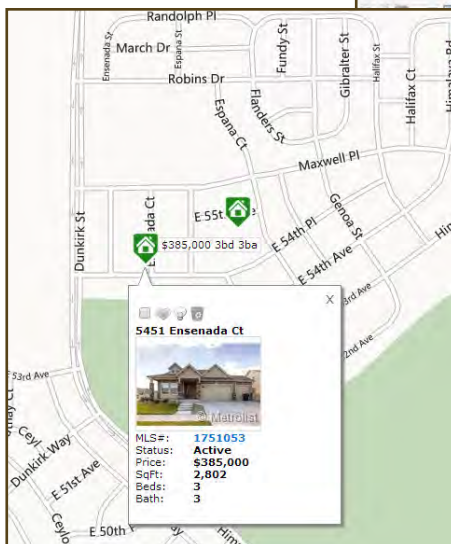 Randolph Pl
Ensenada St
March Dr
Espana St
Fundy St
Gibralter St
Halifax St
Halifax Ct
Himalaya Rd
Robins Dr
Espana Ct
Flanders St
Maxwell Pl
Dunkirk St
E 55t
Genoa St
E 54th Pl
$385,000 3bd 3ba
E 54th Ave
53rd Ave
X
5451 Ensenada Ct
© Metrolist
MLS#: 1751053
Status: Active
Price: $385,000
SqFt: 2,802
Beds: 3
Bath: 3
Dunkirk Way
E 51st Ave
E 50th